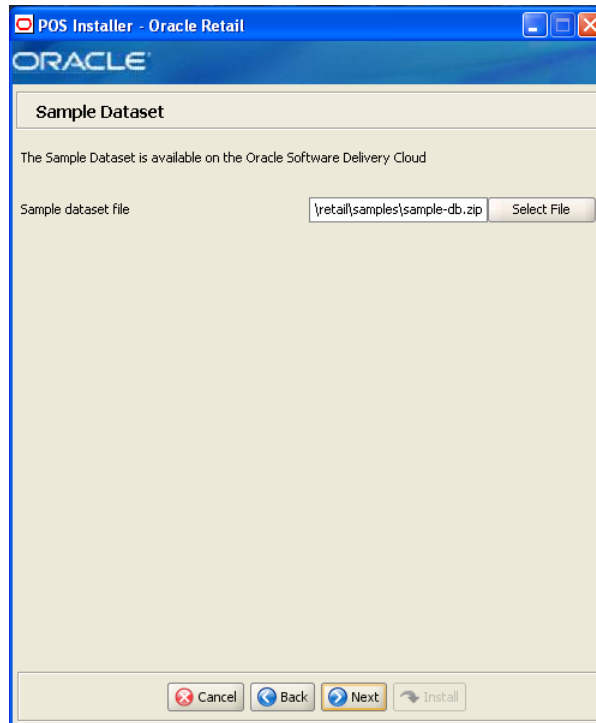 POS Installer - Oracle Retail
ORACLE
Sample Dataset
The Sample Dataset is available on the Oracle Software Delivery Cloud
Sample dataset file \retail\samples\sample-db.zip Select File
Cancel Back Next Install